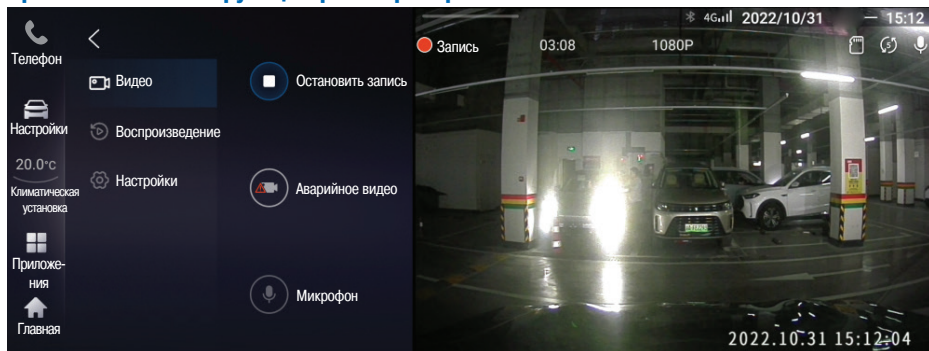 4G 2022/10/31 — 15:12
Телефон
Запись 03:08 1080P
Видео
Остановить запись
Настройки
Воспроизведение
20.0°C
Климатическая
установка
Настройки
Аварийное видео
Приложе-
ния
Микрофон
Главная
2022.10.31 15:12:04